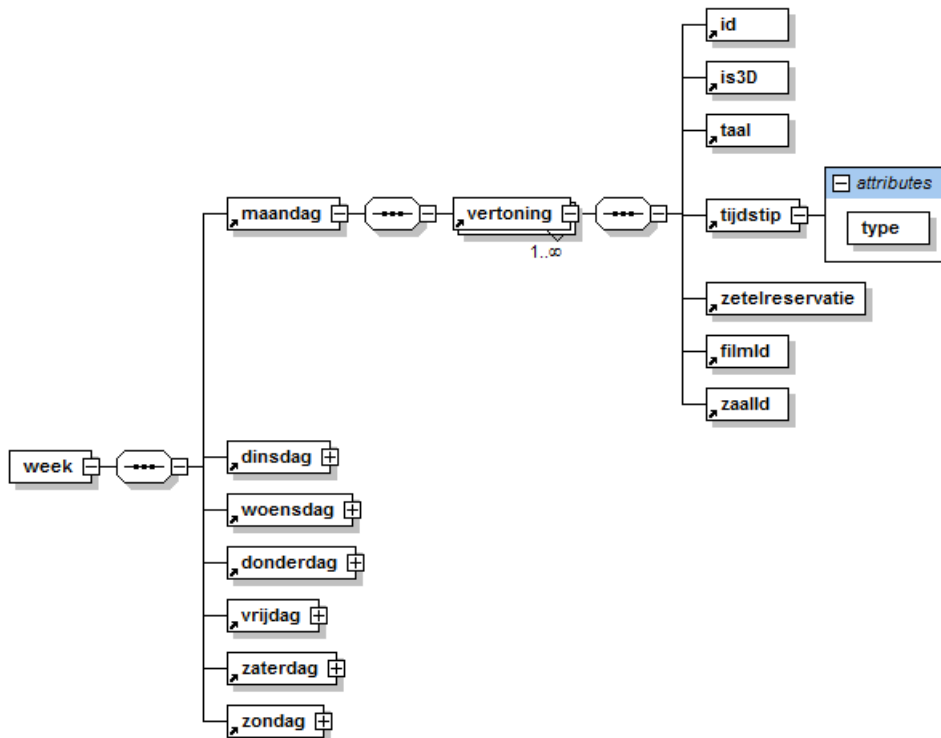 id
is3D
taal
attributes
maandag
vertoning
tijdstip
type
1..∞
zetelreservatie
filmId
zaalId
week
dinsdag
woensdag
donderdag
vrijdag
zaterdag
zondag